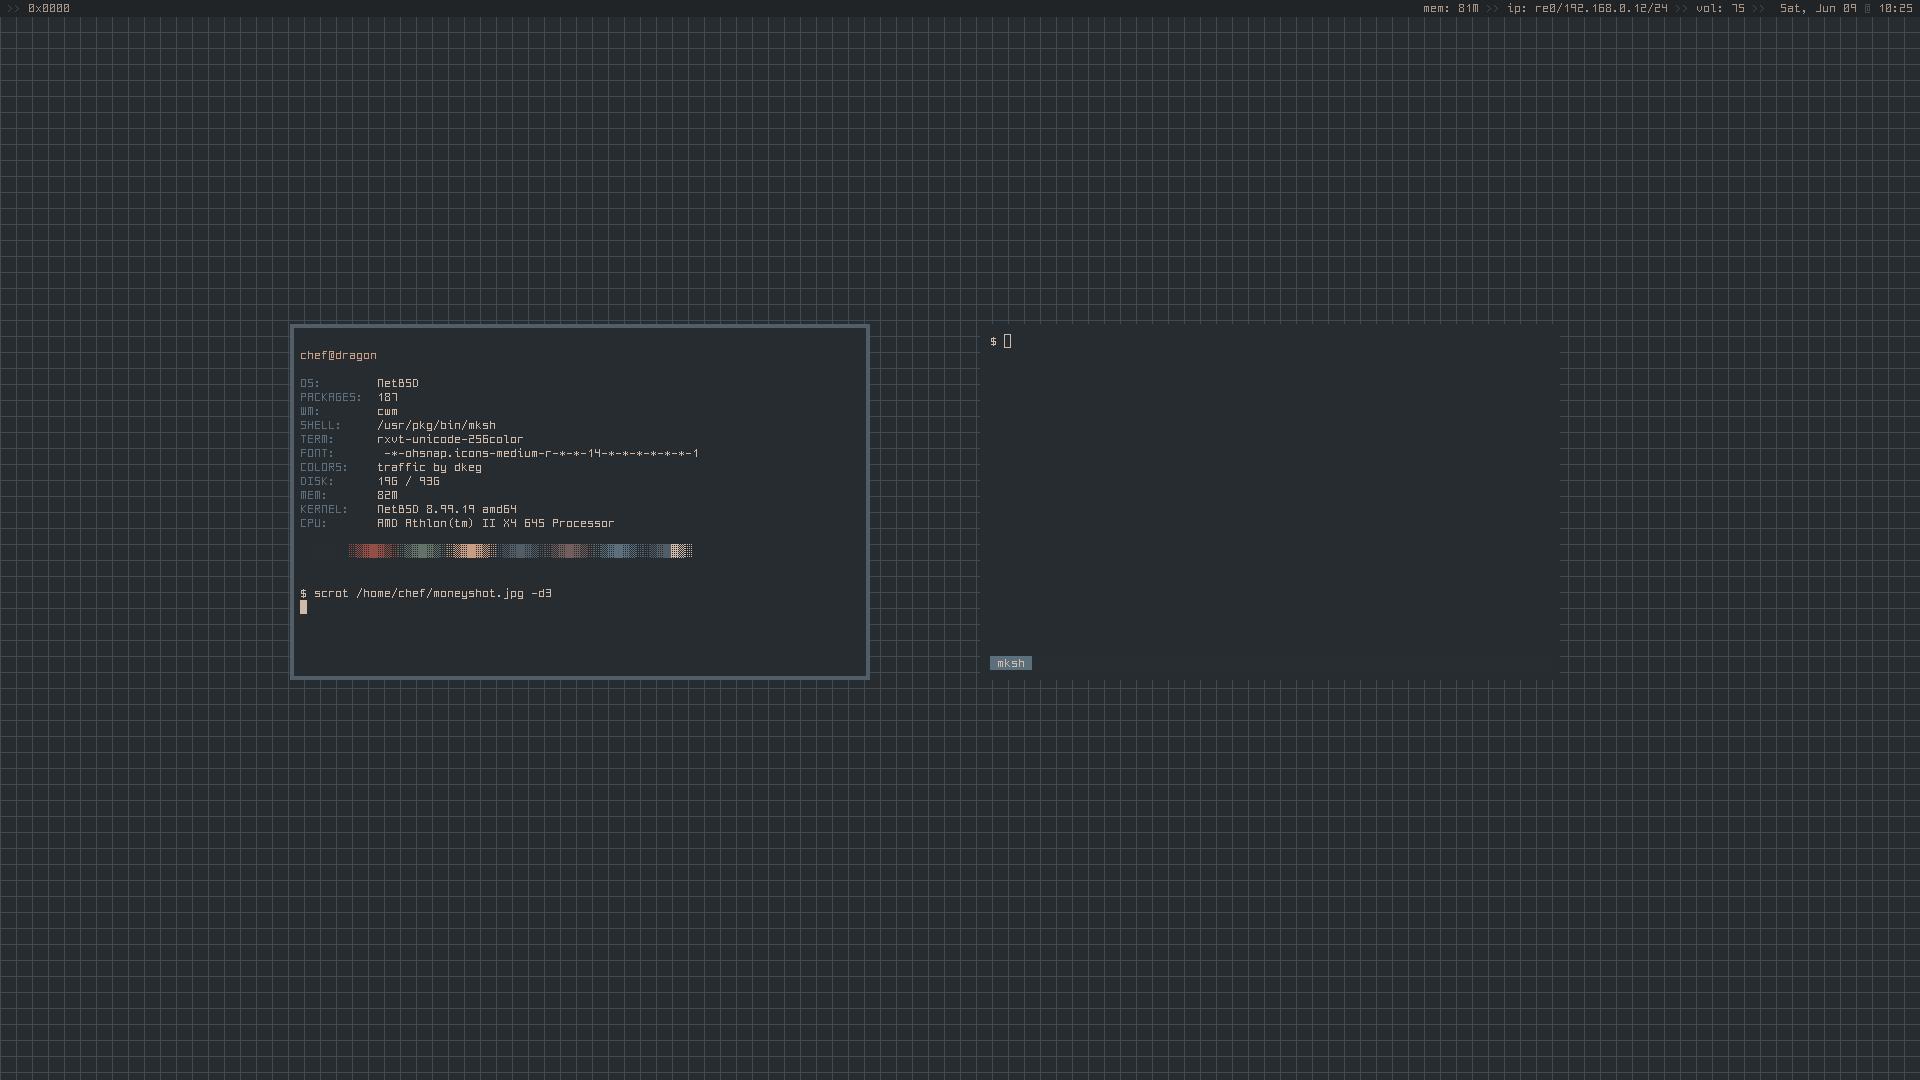 >> 0x0000
mem: 81M >> ip: re0/192.168.0.12/24 >> vol: 75 >> Sat, Jun 09 10:25
chef@dragon
OS: NetBSD
PACKAGES: 187
WM: cwm
SHELL: /usr/pkg/bin/mksh
TERM: rxvt-unicode-256color
FONT: -*-ohsnap.icons-medium-r-*-*-14-*-*-*-*-*-*-1
COLORS: traffic by dkeg
DISK: 19G / 93G
MEM: 82M
KERNEL: NetBSD 8.99.19 amd64
CPU: AMD Athlon(tm) II X4 645 Processor
$ scrot /home/chef/moneyshot.jpg -d3
$
mksh